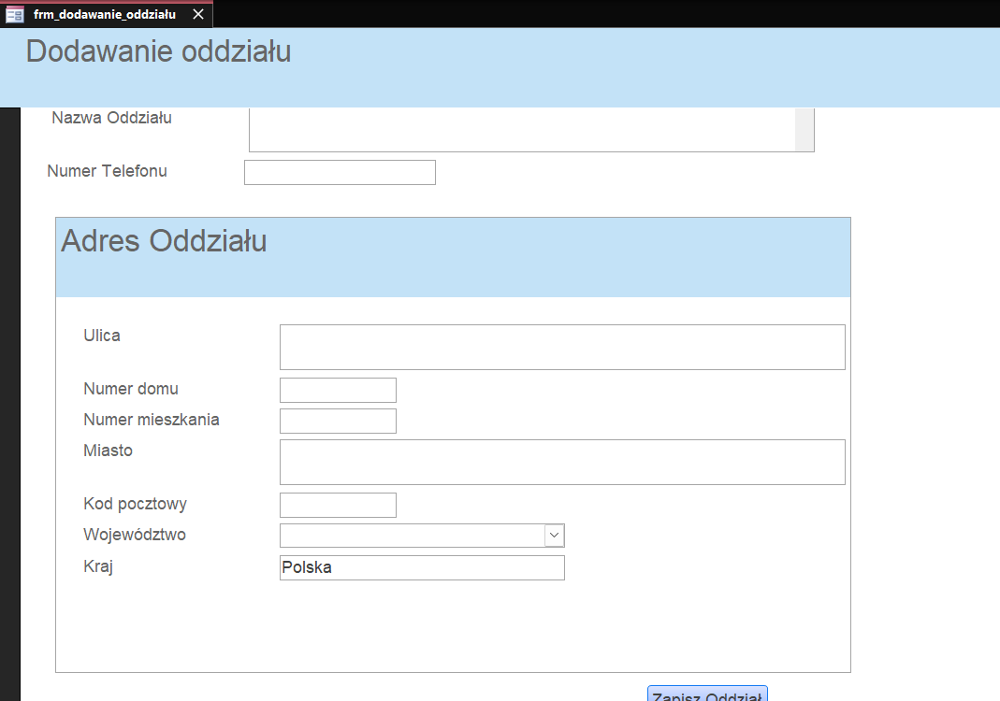 frm_dodawanie_oddziału
Dodawanie oddziału
Nazwa Oddziału
Numer Telefonu
Adres Oddziału
Ulica
Numer domu
Numer mieszkania
Miasto
Kod pocztowy
Województwo
Kraj Polska
Zapisz Oddział